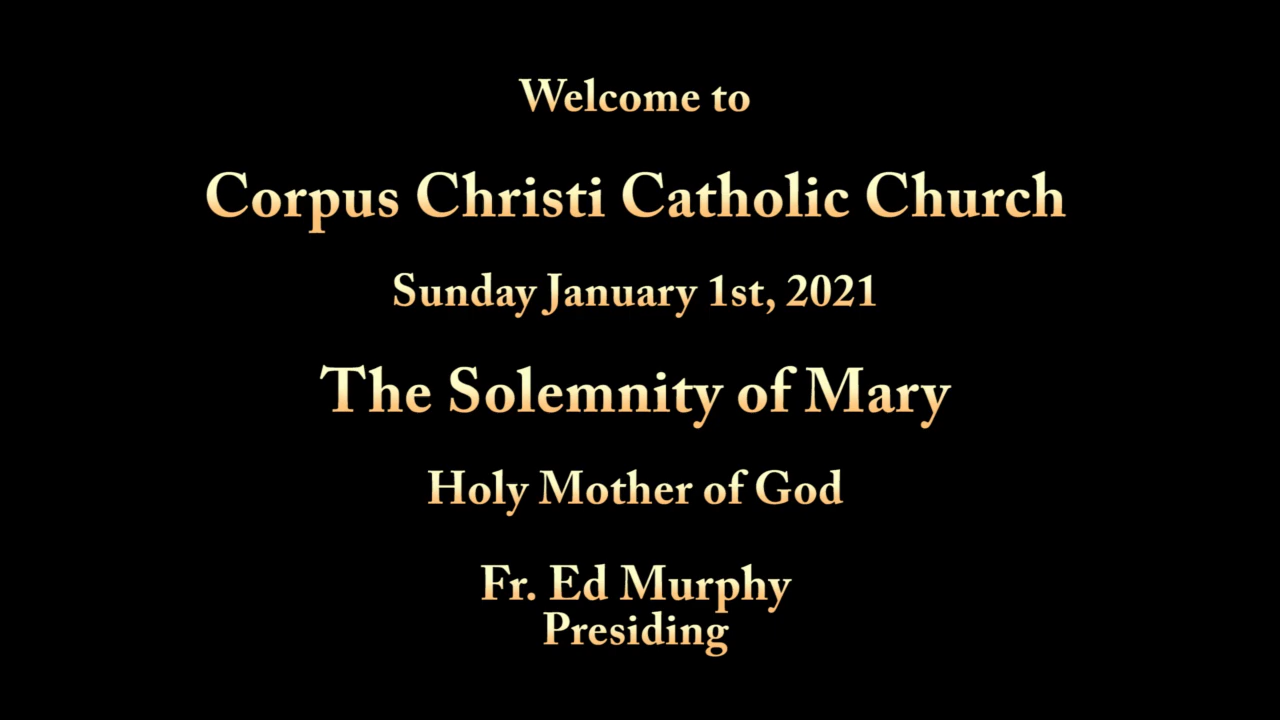 Welcome to
Corpus Christi Catholic Church
Sunday January 1st, 2021
The Solemnity of Mary
Holy Mother of God
Fr. Ed Murphy
Presiding